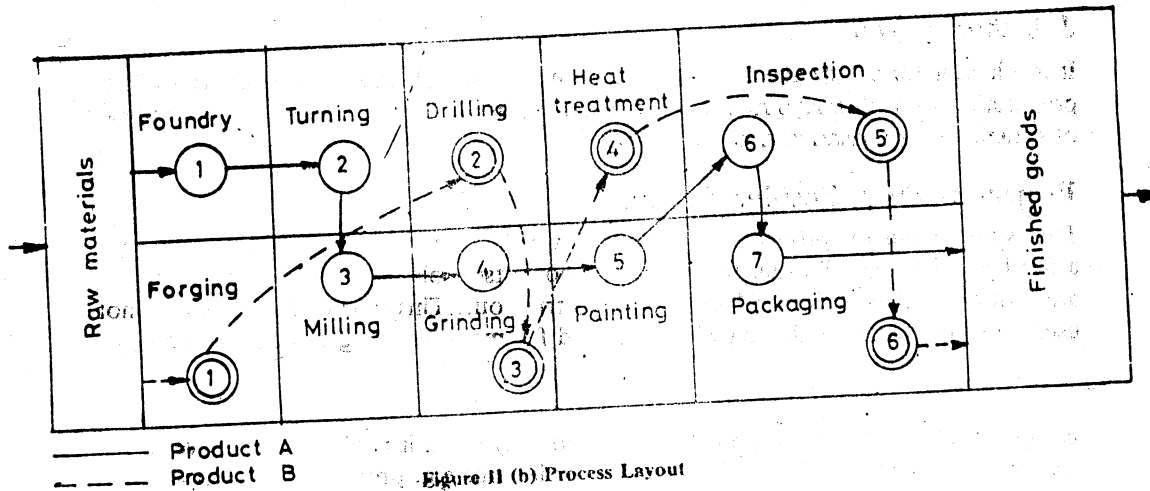 Raw materials
Foundry
1
Turning
2
Drilling
2
Heat
treatment
4
Inspection
6
5
Finished goods
Forging
1
3
Milling
4
Grinding
3
5
Painting
7
Packaging
6
Product A
Product B
Figure 11 (b) Process Layout